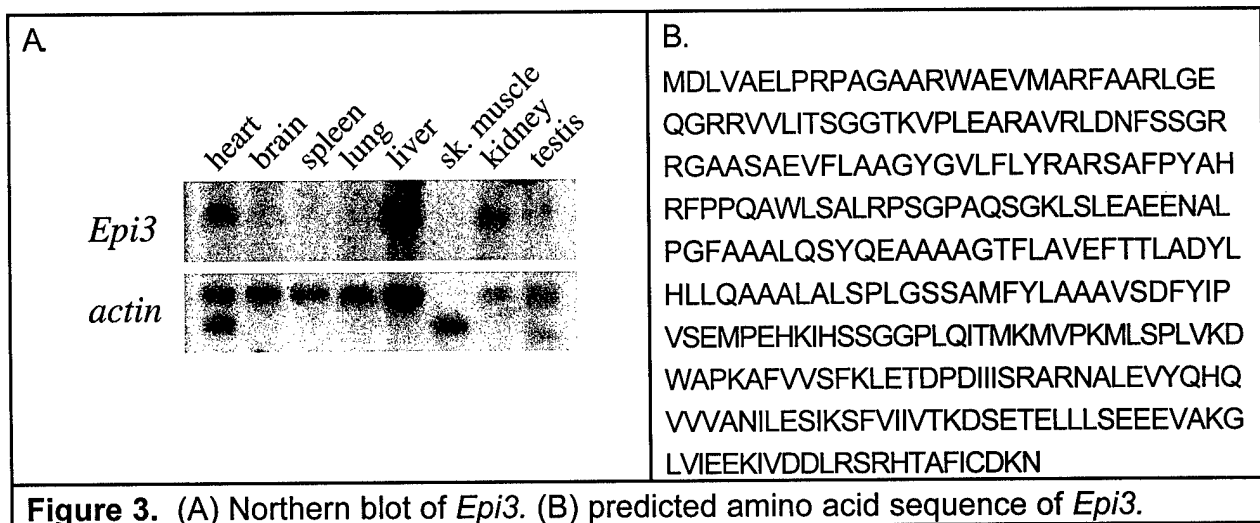 A.
heart brain spleen lung liver sk. muscle kidney testis
Epi3
actin
B.
MDLVAELPRPAGAARWAEVMARFAARLGE
QGRRVVLITSGGTKVPLEARAVRLDNFSSGR
RGAASAEVFLAAGYGVLFLYRARSAFPYAH
RFPPQAWLSALRPSGPAQSGKLSLEAEENAL
PGFAAALQSYQEAAAAGTFLAVEFTTLADYL
HLLQAAALALSPLGSSAMFYLAAAVSDFYIP
VSEMPEHKIHSSGGPLQITMKMVPKMLSPLVKD
WAPKAFVVSFKLETDPDIIISRARNALEVYQHQ
VVVANILESIKSFVIIVTKDSETELLLSEEEVAKG
LVIEEKIVDDLRSRHTAFICDKN
Figure 3. (A) Northern blot of Epi3. (B) predicted amino acid sequence of Epi3.